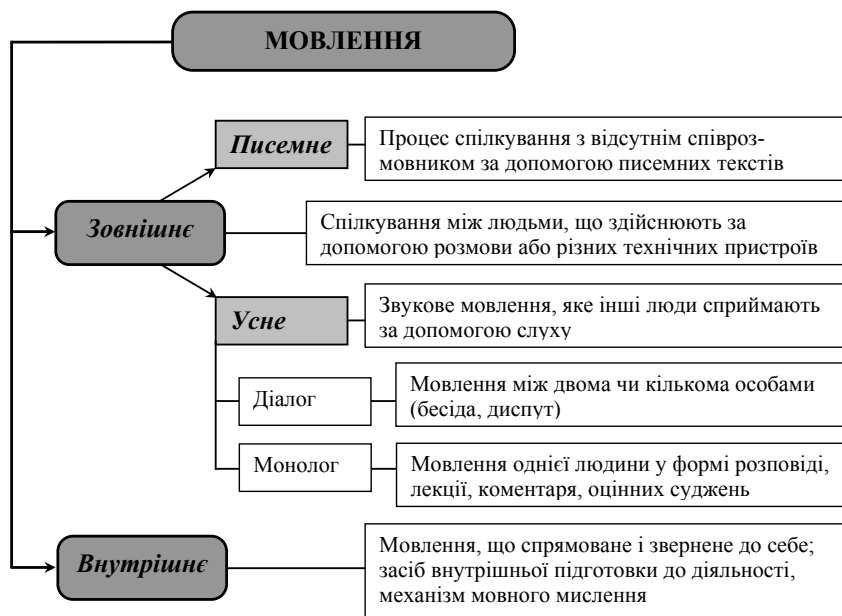 МОВЛЕННЯ
Писемне
Процес спілкування з відсутнім співроз-
мовником за допомогою писемних текстів
Зовнішнє
Спілкування між людьми, що здійснюють за
допомогою розмови або різних технічних пристроїв
Усне
Звукове мовлення, яке інші люди сприймають
за допомогою слуху
Діалог
Мовлення між двома чи кількома особами
(бесіда, диспут)
Монолог
Мовлення однієї людини у формі розповіді,
лекції, коментаря, оцінних суджень
Внутрішнє
Мовлення, що спрямоване і звернене до себе;
засіб внутрішньої підготовки до діяльності,
механізм мовного мислення